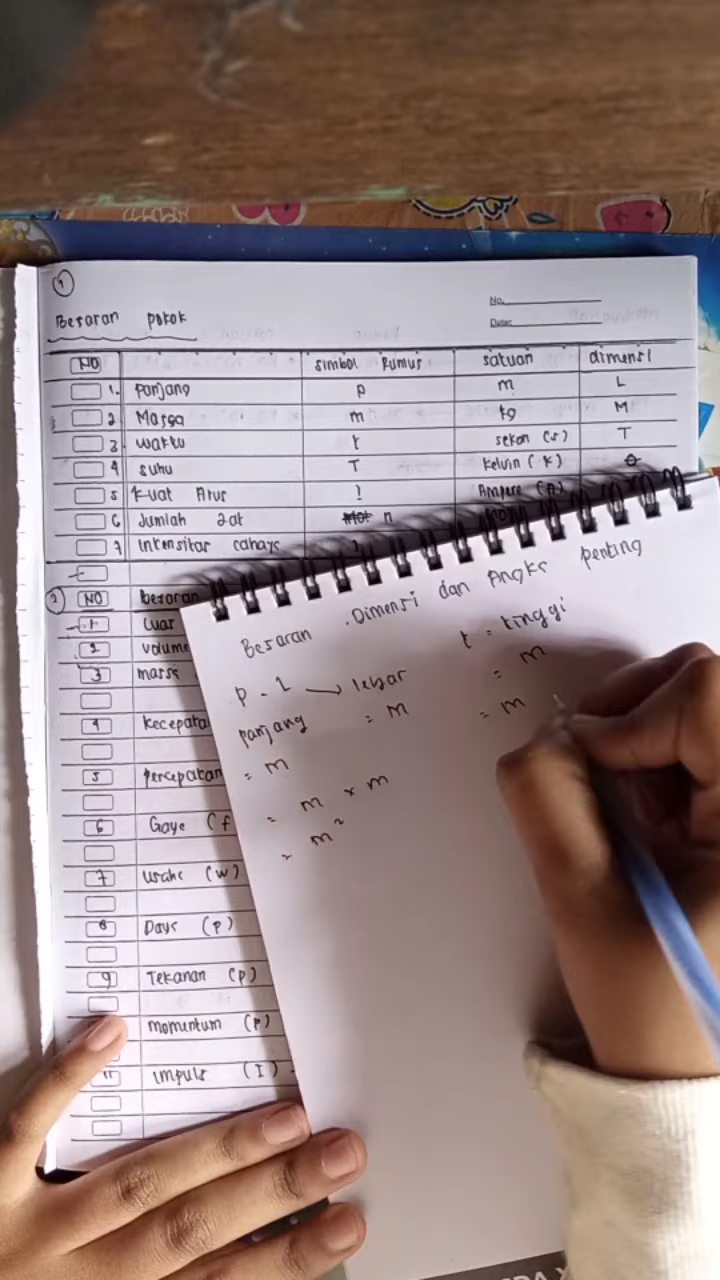 1
Besaran pokok
No.
Date:
NO simbol Rumus satuan dimensi
1. panjang p m L
2 Massa m kg M
3 waktu t sekon (s) T
4 suhu T kelvin (K) θ
5 kuat Arus I Ampere (A)
6 Jumlah zat n
7 Intensitas cahaya
2 NO besaran
1 Luas
2 volume
3 massa
4 kecepata
5 percepatan
6 Gaya (f
7 usaha (w)
8 Daya (p)
9 Tekanan (p)
momentum (p)
11 impuls (I)
Besaran . Dimensi dan Angka penting
p . l → lebar t = tinggi
panjang = m = m
= m = m
= m × m
= m²